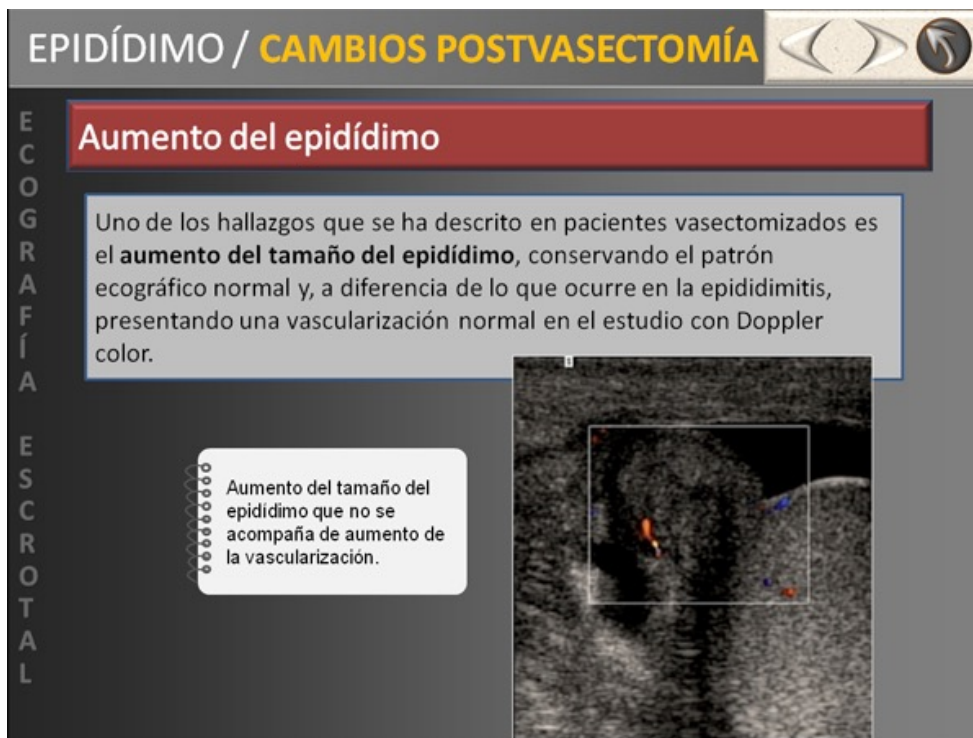 EPIDÍDIMO / CAMBIOS POSTVASECTOMÍA
ECOGRAFÍA ESCROTAL
Aumento del epidídimo
Uno de los hallazgos que se ha descrito en pacientes vasectomizados es
el aumento del tamaño del epidídimo, conservando el patrón
ecográfico normal y, a diferencia de lo que ocurre en la epididimitis,
presentando una vascularización normal en el estudio con Doppler
color.
Aumento del tamaño del
epidídimo que no se
acompaña de aumento de
la vascularización.